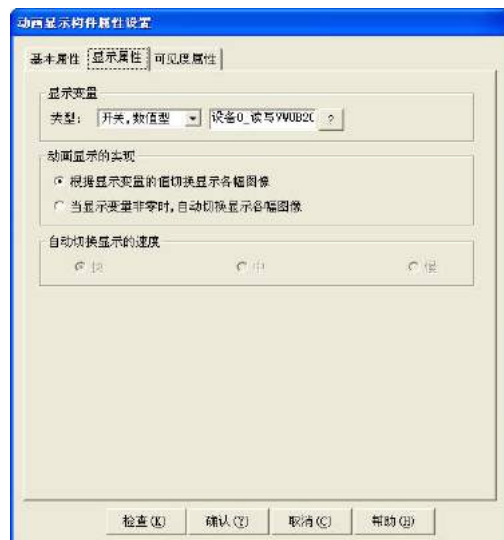 动画显示构件属性设置
基本属性 显示属性 可见度属性
显示变量
类型： 开关,数值型 设备0_读写VWUB20 ?
动画显示的实现
根据显示变量的值切换显示各幅图像
当显示变量非零时,自动切换显示各幅图像
自动切换显示的速度
快 中 慢
检查(K) 确认(Y) 取消(C) 帮助(H)